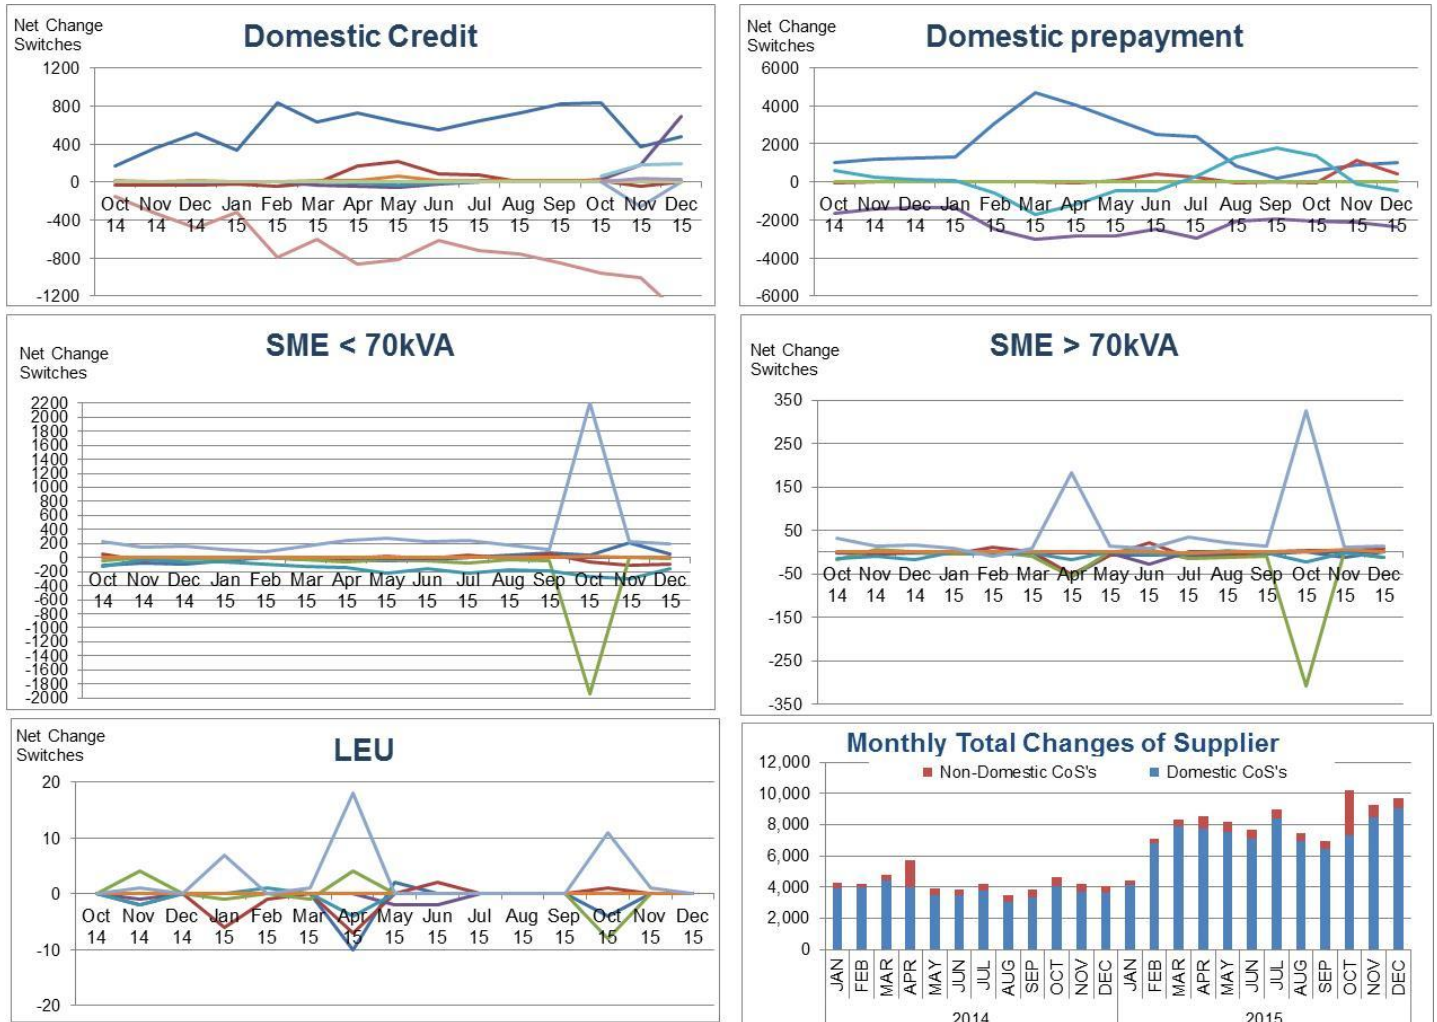 Net Change
Switches
Domestic Credit
1200
800
400
0
-400
-800
-1200
Oct Nov Dec Jan Feb Mar Apr May Jun Jul Aug Sep Oct Nov Dec
14 14 14 15 15 15 15 15 15 15 15 15 15 15 15
Net Change
Switches
Domestic prepayment
6000
4000
2000
0
-2000
-4000
-6000
Oct Nov Dec Jan Feb Mar Apr May Jun Jul Aug Sep Oct Nov Dec
14 14 14 15 15 15 15 15 15 15 15 15 15 15 15
Net Change
Switches
SME < 70kVA
2200
2000
1800
1600
1400
1200
1000
800
600
400
200
0
-200
-400
-600
-800
-1000
-1200
-1400
-1600
-1800
-2000
Oct Nov Dec Jan Feb Mar Apr May Jun Jul Aug Sep Oct Nov Dec
14 14 14 15 15 15 15 15 15 15 15 15 15 15 15
Net Change
Switches
SME > 70kVA
350
250
150
50
-50
-150
-250
-350
Oct Nov Dec Jan Feb Mar Apr May Jun Jul Aug Sep Oct Nov Dec
14 14 14 15 15 15 15 15 15 15 15 15 15 15 15
Net Change
Switches
LEU
20
10
0
-10
-20
Oct Nov Dec Jan Feb Mar Apr May Jun Jul Aug Sep Oct Nov Dec
14 14 14 15 15 15 15 15 15 15 15 15 15 15 15
Monthly Total Changes of Supplier
Non-Domestic CoS's Domestic CoS's
12,000
10,000
8,000
6,000
4,000
2,000
0
JAN FEB MAR APR MAY JUN JUL AUG SEP OCT NOV DEC JAN FEB MAR APR MAY JUN JUL AUG SEP OCT NOV DEC
2014 2015